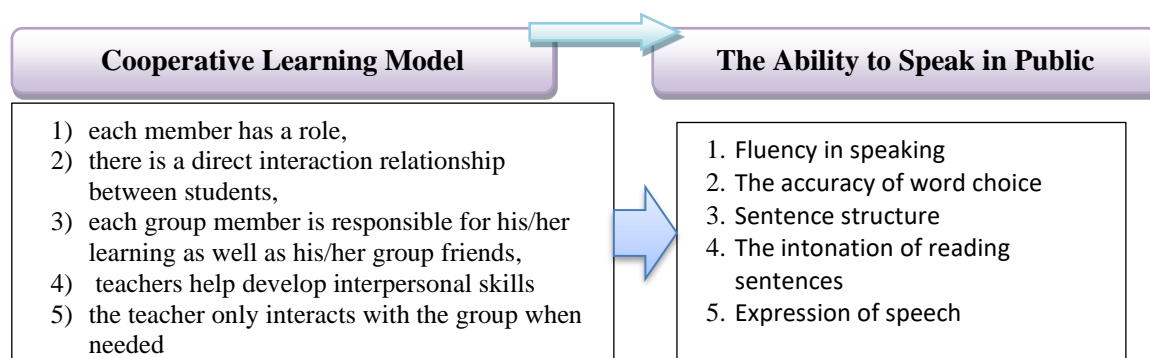 Cooperative Learning Model
1) each member has a role,
2) there is a direct interaction relationship
between students,
3) each group member is responsible for his/her
learning as well as his/her group friends,
4) teachers help develop interpersonal skills
5) the teacher only interacts with the group when
needed
The Ability to Speak in Public
1. Fluency in speaking
2. The accuracy of word choice
3. Sentence structure
4. The intonation of reading
sentences
5. Expression of speech